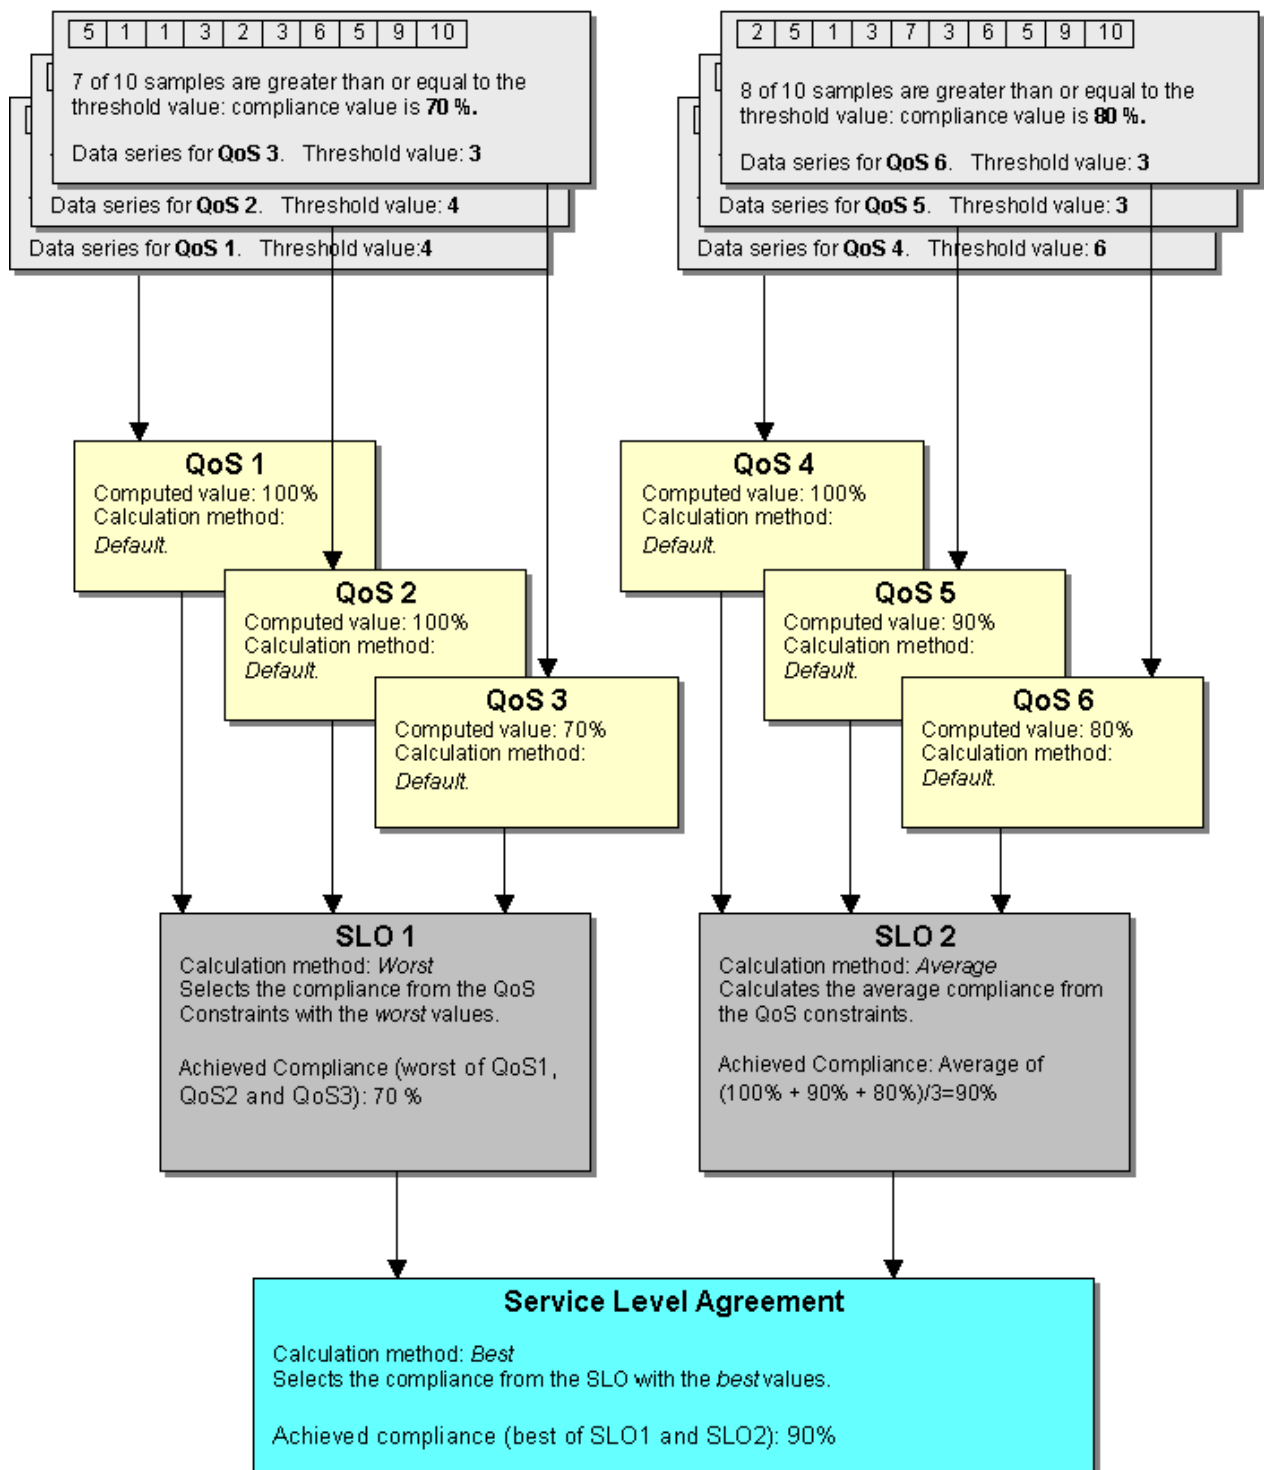 5 1 1 3 2 3 6 5 9 10
7 of 10 samples are greater than or equal to the
threshold value: compliance value is 70 %.
Data series for QoS 3. Threshold value: 3
Data series for QoS 2. Threshold value: 4
Data series for QoS 1. Threshold value:4
2 5 1 3 7 3 6 5 9 10
8 of 10 samples are greater than or equal to the
threshold value: compliance value is 80 %.
Data series for QoS 6. Threshold value: 3
Data series for QoS 5. Threshold value: 3
Data series for QoS 4. Threshold value: 6
QoS 1
Computed value: 100%
Calculation method:
Default.
QoS 2
Computed value: 100%
Calculation method:
Default.
QoS 3
Computed value: 70%
Calculation method:
Default.
QoS 4
Computed value: 100%
Calculation method:
Default.
QoS 5
Computed value: 90%
Calculation method:
Default.
QoS 6
Computed value: 80%
Calculation method:
Default.
SLO 1
Calculation method: Worst
Selects the compliance from the QoS
Constraints with the worst values.
Achieved Compliance (worst of QoS1,
QoS2 and QoS3): 70 %
SLO 2
Calculation method: Average
Calculates the average compliance from
the QoS constraints.
Achieved Compliance: Average of
(100% + 90% + 80%)/3=90%
Service Level Agreement
Calculation method: Best
Selects the compliance from the SLO with the best values.
Achieved compliance (best of SLO1 and SLO2): 90%